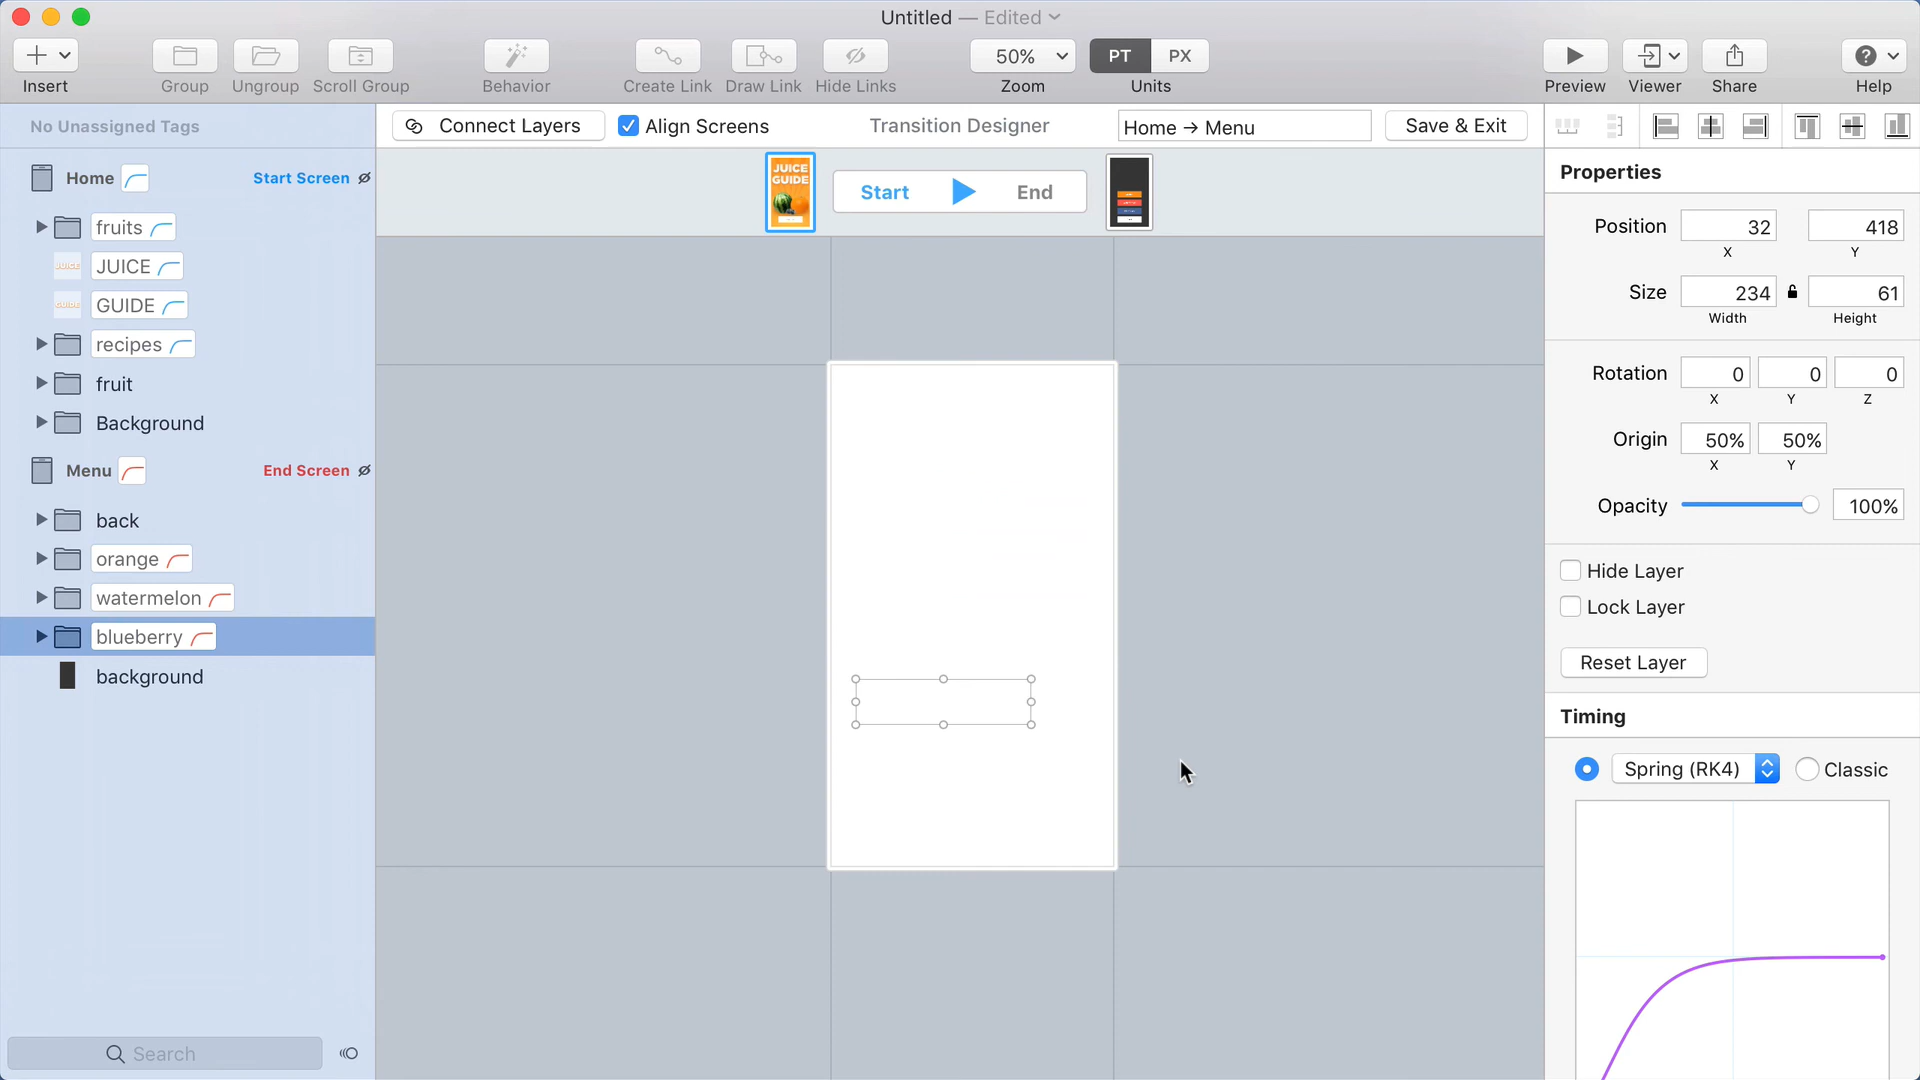 Untitled — Edited
Insert
Group
Ungroup
Scroll Group
Behavior
Create Link
Draw Link
Hide Links
50%
Zoom
PT
PX
Units
Preview
Viewer
Share
Help
No Unassigned Tags
Connect Layers
Align Screens
Transition Designer
Home → Menu
Save & Exit
Home
Start Screen
fruits
JUICE
GUIDE
recipes
fruit
Background
Menu
End Screen
back
orange
watermelon
blueberry
background
Search
JUICE
GUIDE
Start
End
Properties
Position
32
418
X
Y
Size
234
61
Width
Height
Rotation
0
0
0
X
Y
Z
Origin
50%
50%
X
Y
Opacity
100%
Hide Layer
Lock Layer
Reset Layer
Timing
Spring (RK4)
Classic